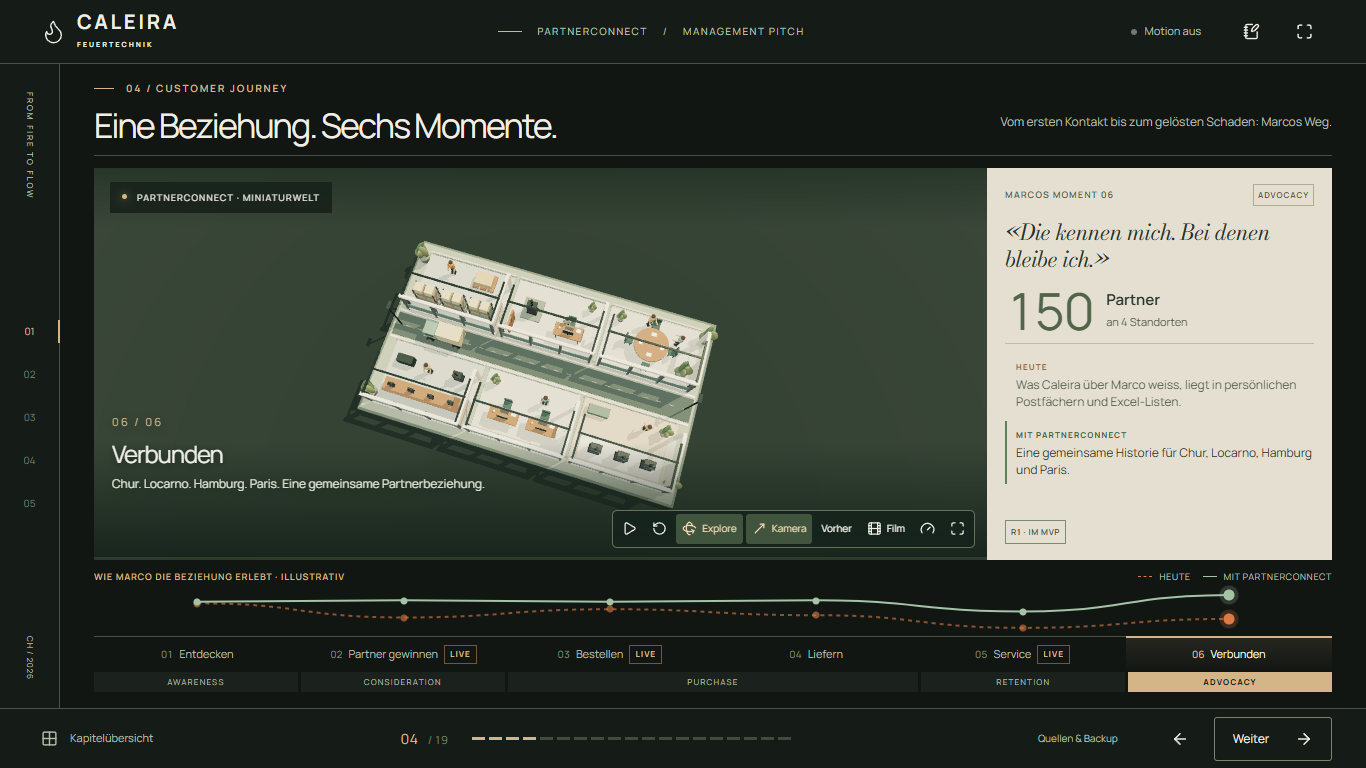 CALEIRA
FEUERTECHNIK
PARTNERCONNECT / MANAGEMENT PITCH
Motion aus
FROM FIRE TO FLOW
01
02
03
04
05
CH / 2026
04 / CUSTOMER JOURNEY
Eine Beziehung. Sechs Momente.
Vom ersten Kontakt bis zum gelösten Schaden: Marcos Weg.
PARTNERCONNECT · MINIATURWELT
06 / 06
Verbunden
Chur. Locarno. Hamburg. Paris. Eine gemeinsame Partnerbeziehung.
Explore Kamera Vorher Film
MARCOS MOMENT 06 ADVOCACY
«Die kennen mich. Bei denen
bleibe ich.»
150 Partner
an 4 Standorten
HEUTE
Was Caleira über Marco weiss, liegt in persönlichen
Postfächern und Excel-Listen.
MIT PARTNERCONNECT
Eine gemeinsame Historie für Chur, Locarno, Hamburg
und Paris.
R1 · IM MVP
WIE MARCO DIE BEZIEHUNG ERLEBT · ILLUSTRATIV
HEUTE MIT PARTNERCONNECT
01 Entdecken
02 Partner gewinnen LIVE
03 Bestellen LIVE
04 Liefern
05 Service LIVE
06 Verbunden
AWARENESS
CONSIDERATION
PURCHASE
RETENTION
ADVOCACY
Kapitelübersicht
04 / 19
Quellen & Backup
Weiter